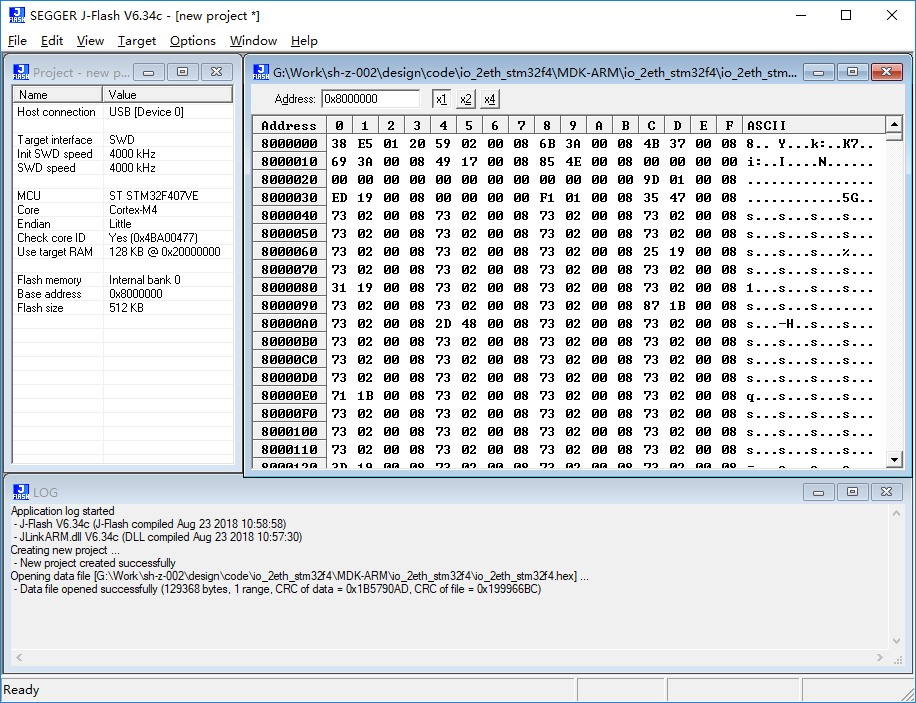 SEGGER J-Flash V6.34c - [new project *]
File Edit View Target Options Window Help
Project - new p...
Name Value
Host connection USB [Device 0]
Target interface SWD
Init SWD speed 4000 kHz
SWD speed 4000 kHz
MCU ST STM32F407VE
Core Cortex-M4
Endian Little
Check core ID Yes (0x4BA00477)
Use target RAM 128 KB @ 0x20000000
Flash memory Internal bank 0
Base address 0x8000000
Flash size 512 KB
G:\Work\sh-z-002\design\code\io_2eth_stm32f4\MDK-ARM\io_2eth_stm32f4\io_2eth_stm...
Address: 0x8000000 x1 x2 x4
Address 0 1 2 3 4 5 6 7 8 9 A B C D E F ASCII
8000000 38 E5 01 20 59 02 00 08 6B 3A 00 08 4B 37 00 08 8.. Y...k:..K7..
8000010 69 3A 00 08 49 17 00 08 85 4E 00 08 00 00 00 00 i:..I....N......
8000020 00 00 00 00 00 00 00 00 00 00 00 00 9D 01 00 08 ................
8000030 ED 19 00 08 00 00 00 00 F1 01 00 08 35 47 00 08 ............5G..
8000040 73 02 00 08 73 02 00 08 73 02 00 08 73 02 00 08 s...s...s...s...
8000050 73 02 00 08 73 02 00 08 73 02 00 08 73 02 00 08 s...s...s...s...
8000060 73 02 00 08 73 02 00 08 73 02 00 08 25 19 00 08 s...s...s...%...
8000070 73 02 00 08 73 02 00 08 73 02 00 08 73 02 00 08 s...s...s...s...
8000080 31 19 00 08 73 02 00 08 73 02 00 08 73 02 00 08 1...s...s...s...
8000090 73 02 00 08 73 02 00 08 73 02 00 08 87 1B 00 08 s...s...s.......
80000A0 73 02 00 08 2D 48 00 08 73 02 00 08 73 02 00 08 s...-H..s...s...
80000B0 73 02 00 08 73 02 00 08 73 02 00 08 73 02 00 08 s...s...s...s...
80000C0 73 02 00 08 73 02 00 08 73 02 00 08 73 02 00 08 s...s...s...s...
80000D0 73 02 00 08 73 02 00 08 73 02 00 08 73 02 00 08 s...s...s...s...
80000E0 71 1B 00 08 73 02 00 08 73 02 00 08 73 02 00 08 q...s...s...s...
80000F0 73 02 00 08 73 02 00 08 73 02 00 08 73 02 00 08 s...s...s...s...
8000100 73 02 00 08 73 02 00 08 73 02 00 08 73 02 00 08 s...s...s...s...
8000110 73 02 00 08 73 02 00 08 73 02 00 08 73 02 00 08 s...s...s...s...
LOG
Application log started
- J-Flash V6.34c (J-Flash compiled Aug 23 2018 10:58:58)
- JLinkARM.dll V6.34c (DLL compiled Aug 23 2018 10:57:30)
Creating new project ...
- New project created successfully
Opening data file [G:\Work\sh-z-002\design\code\io_2eth_stm32f4\MDK-ARM\io_2eth_stm32f4\io_2eth_stm32f4.hex] ...
- Data file opened successfully (129368 bytes, 1 range, CRC of data = 0x1B5790AD, CRC of file = 0x199966BC)
Ready